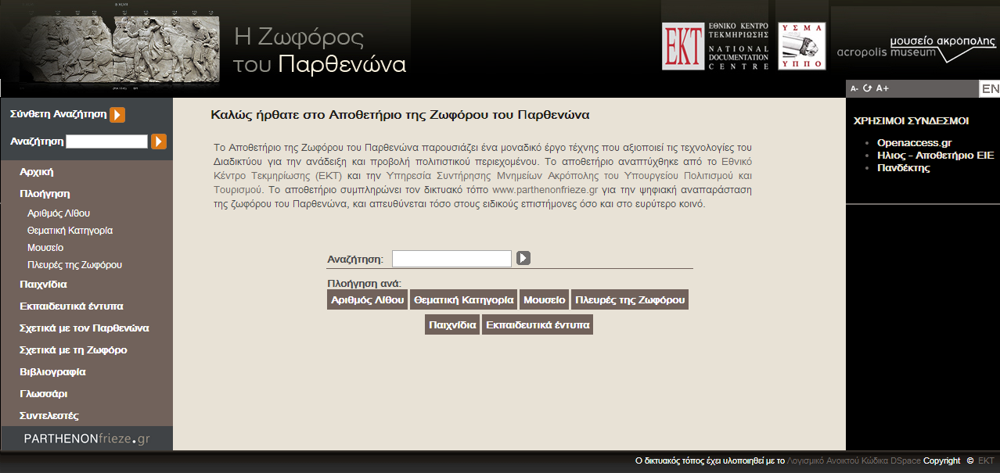 Η Ζωφόρος
του Παρθενώνα
ΕΚΤ
ΕΘΝΙΚΟ ΚΕΝΤΡΟ
ΤΕΚΜΗΡΙΩΣΗΣ
NATIONAL
DOCUMENTATION
CENTRE
ΥΣΜΑ
ΥΠΠΟ
μουσείο ακρόπολης
acropolis museum
A- A+
EN
Σύνθετη Αναζήτηση
Αναζήτηση
Αρχική
Πλοήγηση
Αριθμός Λίθου
Θεματική Κατηγορία
Μουσείο
Πλευρές της Ζωφόρου
Παιχνίδια
Εκπαιδευτικά έντυπα
Σχετικά με τον Παρθενώνα
Σχετικά με τη Ζωφόρο
Βιβλιογραφία
Γλωσσάρι
Συντελεστές
PARTHENONfrieze.gr
Καλώς ήρθατε στο Αποθετήριο της Ζωφόρου του Παρθενώνα
Το Αποθετήριο της Ζωφόρου του Παρθενώνα παρουσιάζει ένα μοναδικό έργο τέχνης που αξιοποιεί τις τεχνολογίες του
Διαδικτύου για την ανάδειξη και προβολή πολιτιστικού περιεχομένου. Το αποθετήριο αναπτύχθηκε από το Εθνικό
Κέντρο Τεκμηρίωσης (ΕΚΤ) και την Υπηρεσία Συντήρησης Μνημείων Ακρόπολης του Υπουργείου Πολιτισμού και
Τουρισμού. Το αποθετήριο συμπληρώνει τον δικτυακό τόπο www.parthenonfrieze.gr για την ψηφιακή αναπαράσταση
της ζωφόρου του Παρθενώνα, και απευθύνεται τόσο στους ειδικούς επιστήμονες όσο και στο ευρύτερο κοινό.
Αναζήτηση:
Πλοήγηση ανά:
Αριθμός Λίθου Θεματική Κατηγορία Μουσείο Πλευρές της Ζωφόρου
Παιχνίδια Εκπαιδευτικά έντυπα
ΧΡΗΣΙΜΟΙ ΣΥΝΔΕΣΜΟΙ
Openaccess.gr
Ηλιος - Αποθετήριο ΕΙΕ
Πανδέκτης
Ο δικτυακός τόπος έχει υλοποιηθεί με το Λογισμικό Ανοικτού Κώδικα DSpace Copyright © ΕΚΤ